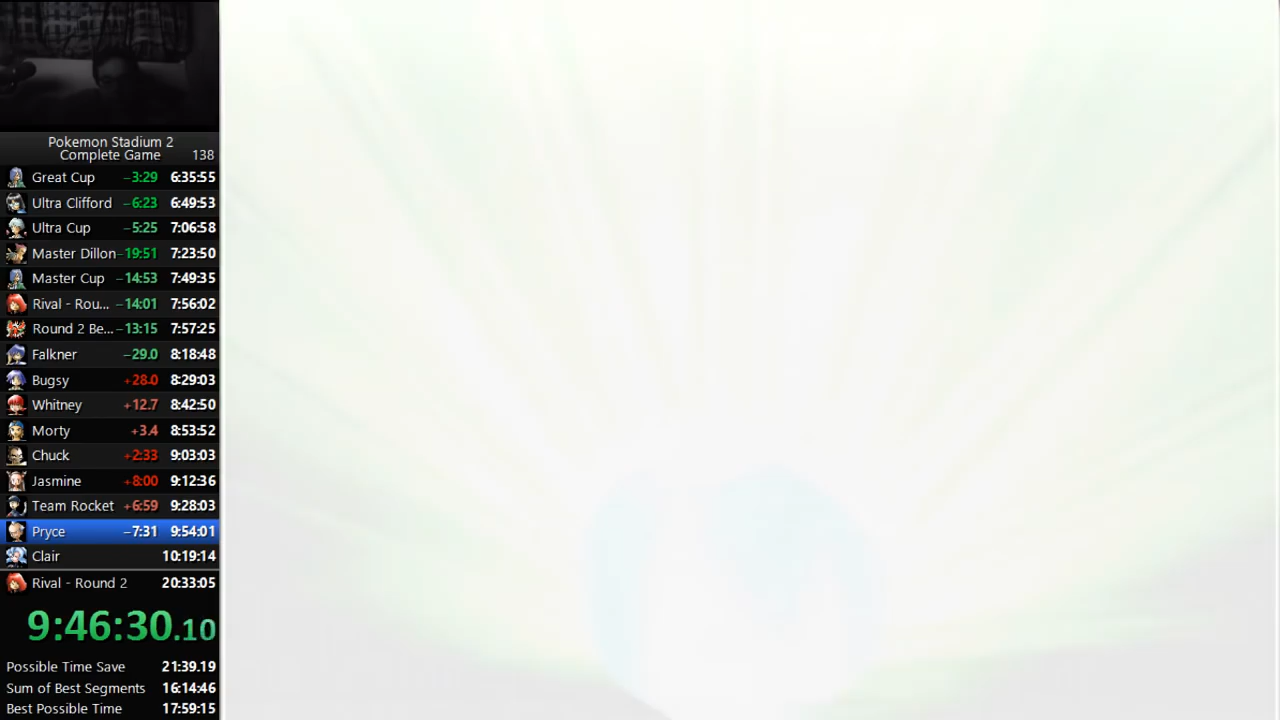 Pokemon Stadium 2
Complete Game 138
Great Cup −3:29 6:35:55
Ultra Clifford −6:23 6:49:53
Ultra Cup −5:25 7:06:58
Master Dillon −19:51 7:23:50
Master Cup −14:53 7:49:35
Rival - Rou... −14:01 7:56:02
Round 2 Be... −13:15 7:57:25
Falkner −29.0 8:18:48
Bugsy +28.0 8:29:03
Whitney +12.7 8:42:50
Morty +3.4 8:53:52
Chuck +2:33 9:03:03
Jasmine +8:00 9:12:36
Team Rocket +6:59 9:28:03
Pryce −7:31 9:54:01
Clair 10:19:14
Rival - Round 2 20:33:05
9:46:30.10
Possible Time Save 21:39.19
Sum of Best Segments 16:14:46
Best Possible Time 17:59:15